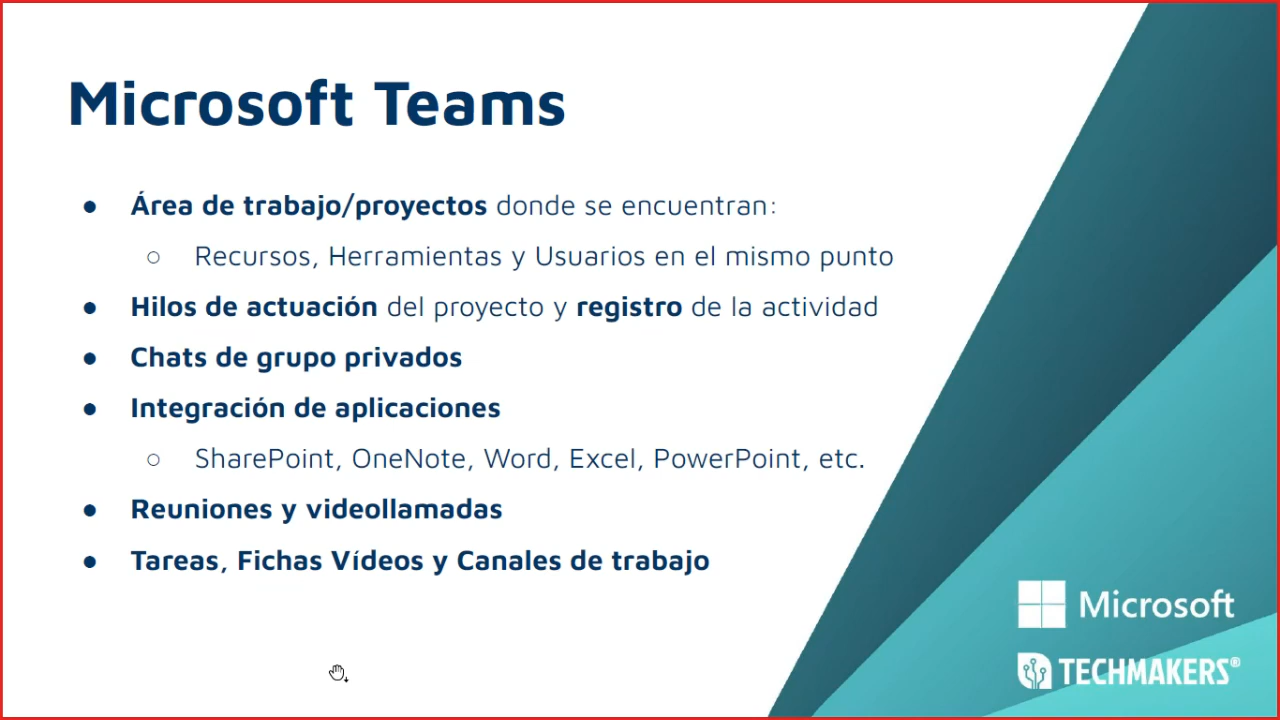 Microsoft Teams
● Área de trabajo/proyectos donde se encuentran:
○ Recursos, Herramientas y Usuarios en el mismo punto
● Hilos de actuación del proyecto y registro de la actividad
● Chats de grupo privados
● Integración de aplicaciones
○ SharePoint, OneNote, Word, Excel, PowerPoint, etc.
● Reuniones y videollamadas
● Tareas, Fichas Vídeos y Canales de trabajo
Microsoft
TECHMAKERS®